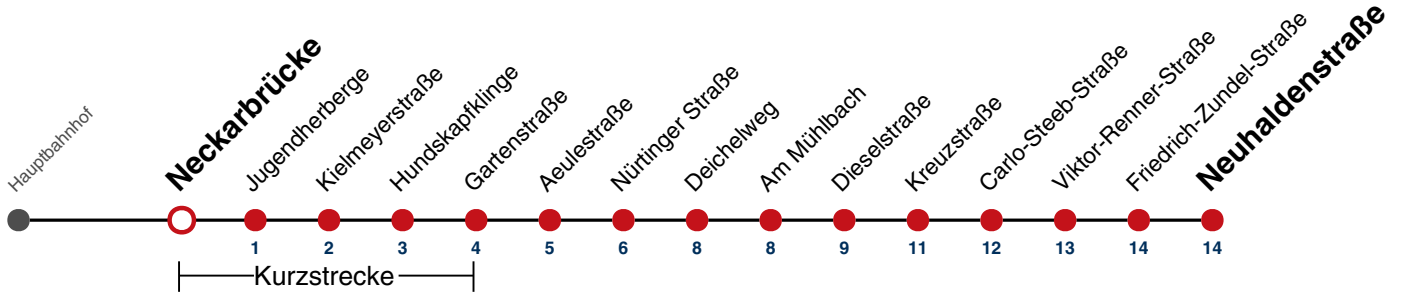 Hauptbahnhof
Neckarbrücke
Jugendherberge
Kielmeyerstraße
Hundskapfklinge
Gartenstraße
Aeulestraße
Nürtinger Straße
Deichelweg
Am Mühlbach
Dieselstraße
Kreuzstraße
Carlo-Steeb-Straße
Viktor-Renner-Straße
Friedrich-Zundel-Straße
Neuhaldenstraße
1 2 3 4 5 6 8 8 9 11 12 13 14 14
Kurzstrecke